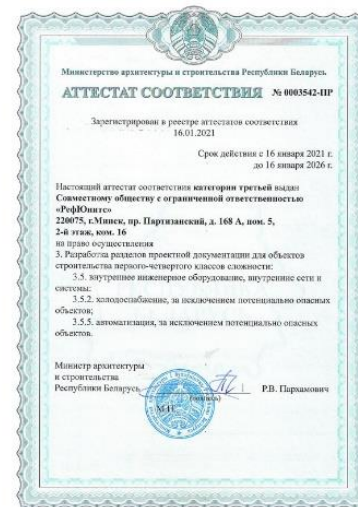 Министерство архитектуры и строительства Республики Беларусь
АТТЕСТАТ СООТВЕТСТВИЯ № 0003542-ПР
Зарегистрирован в реестре аттестатов соответствия
16.01.2021
Срок действия с 16 января 2021 г.
до 16 января 2026 г.
Настоящий аттестат соответствия категории третьей выдан
Совместному обществу с ограниченной ответственностью
«РефЮнитс»
220075, г.Минск, пр. Партизанский, д. 168 А, пом. 5,
2-й этаж, ком. 16
на право осуществления
3. Разработка разделов проектной документации для объектов
строительства первого-четвертого классов сложности:
3.5. внутреннее инженерное оборудование, внутренние сети и
системы:
3.5.2. холодоснабжение, за исключением потенциально опасных
объектов;
3.5.5. автоматизация, за исключением потенциально опасных
объектов.
Министр архитектуры
и строительства
Республики Беларусь
(подпись)
Р.В. Пархамович
М.П.